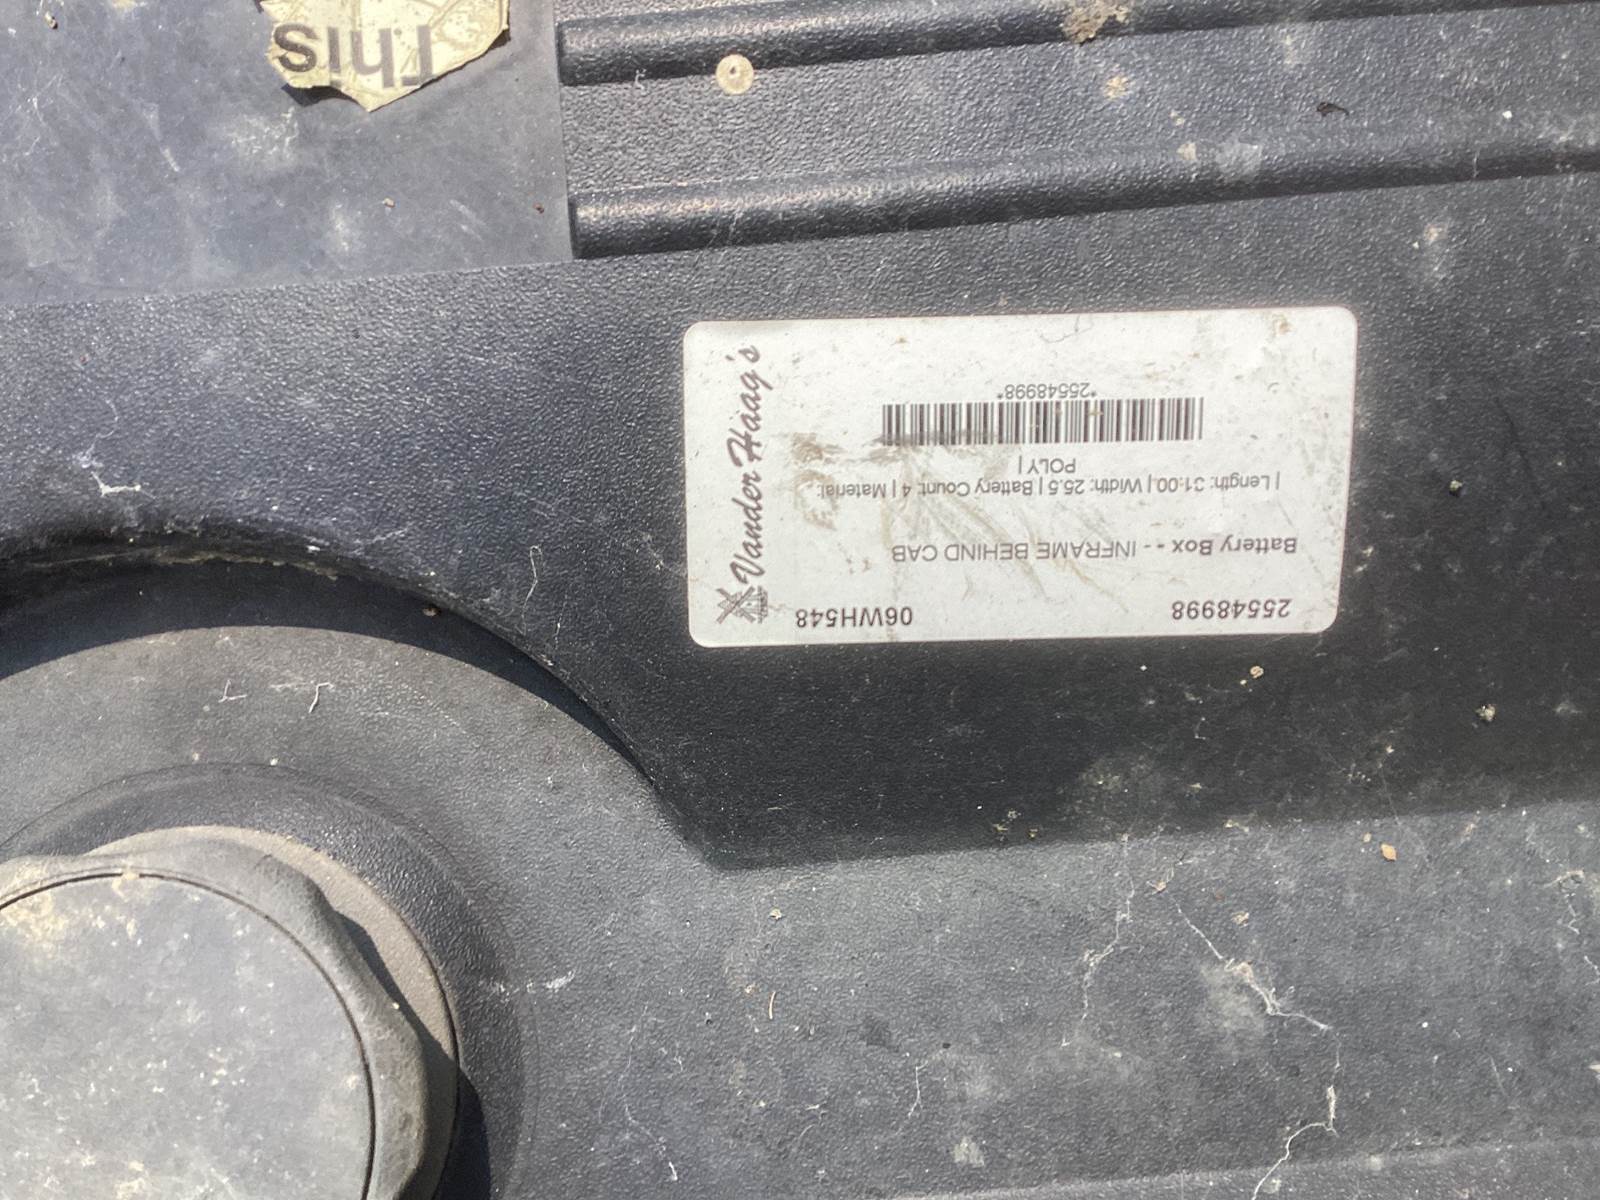 This
25548998 06WH548
Battery Box - - INFRAME BEHIND CAB
| Length: 31.00 | Width: 25.5 | Battery Count: 4 | Material:
POLY |
*25548998*
Vander Haag's